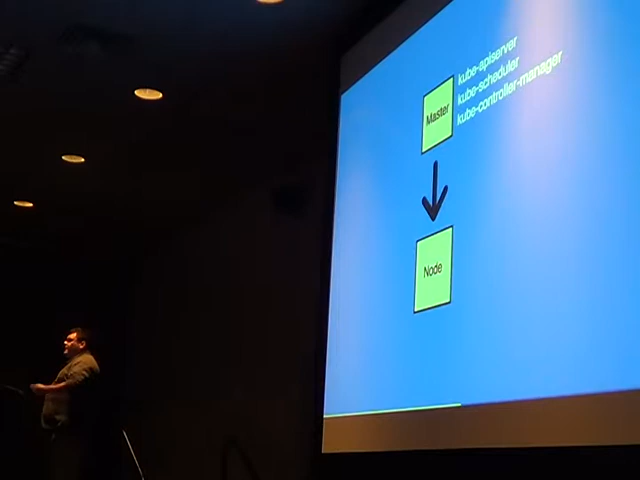 kube-apiserver
kube-scheduler
kube-controller-manager
Master
Node